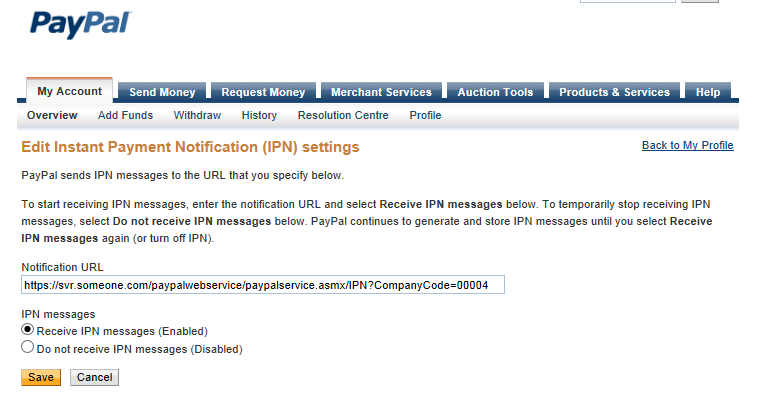 PayPal
My Account Send Money Request Money Merchant Services Auction Tools Products & Services Help
Overview Add Funds Withdraw History Resolution Centre Profile
Edit Instant Payment Notification (IPN) settings Back to My Profile
PayPal sends IPN messages to the URL that you specify below.
To start receiving IPN messages, enter the notification URL and select Receive IPN messages below. To temporarily stop receiving IPN
messages, select Do not receive IPN messages below. PayPal continues to generate and store IPN messages until you select Receive
IPN messages again (or turn off IPN).
Notification URL
https://svr.someone.com/paypalwebservice/paypalservice.asmx/IPN?CompanyCode=00004
IPN messages
Receive IPN messages (Enabled)
Do not receive IPN messages (Disabled)
Save Cancel